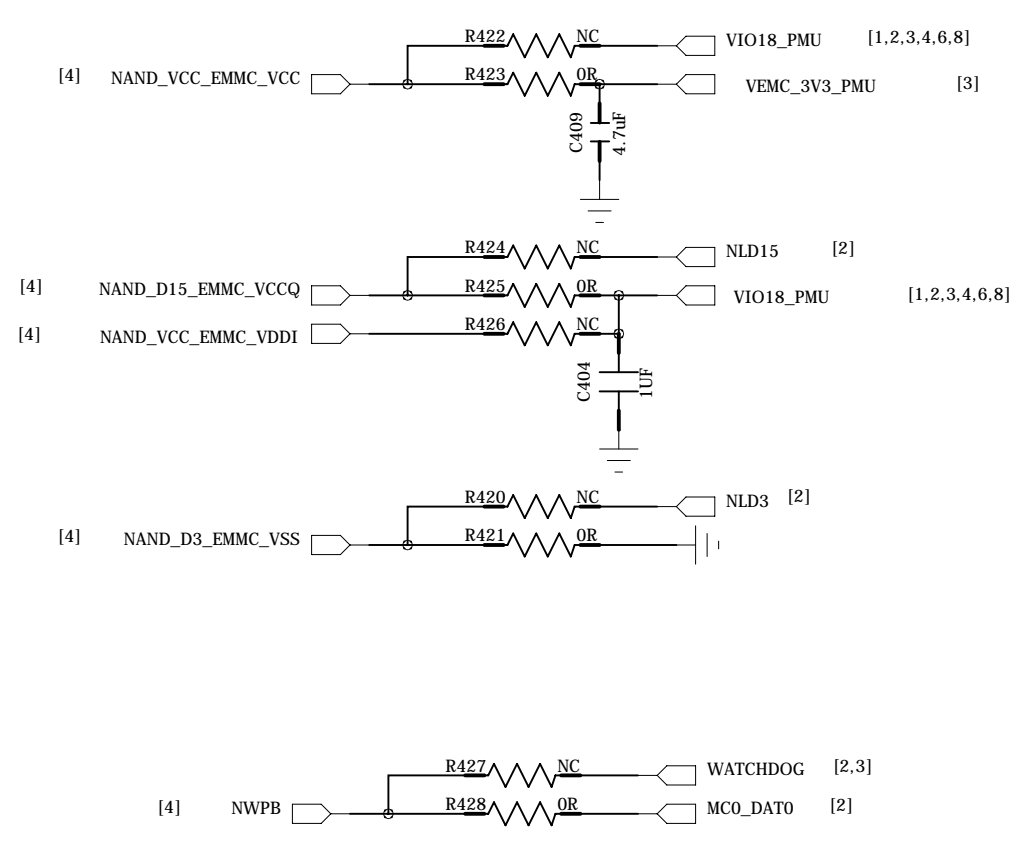 R422 NC VIO18_PMU [1,2,3,4,6,8]
[4] NAND_VCC_EMMC_VCC R423 0R VEMC_3V3_PMU [3]
C409 4.7uF
R424 NC NLD15 [2]
[4] NAND_D15_EMMC_VCCQ R425 0R VIO18_PMU [1,2,3,4,6,8]
[4] NAND_VCC_EMMC_VDDI R426 NC
C404 1UF
R420 NC NLD3 [2]
[4] NAND_D3_EMMC_VSS R421 0R
R427 NC WATCHDOG [2,3]
[4] NWPB R428 0R MC0_DAT0 [2]